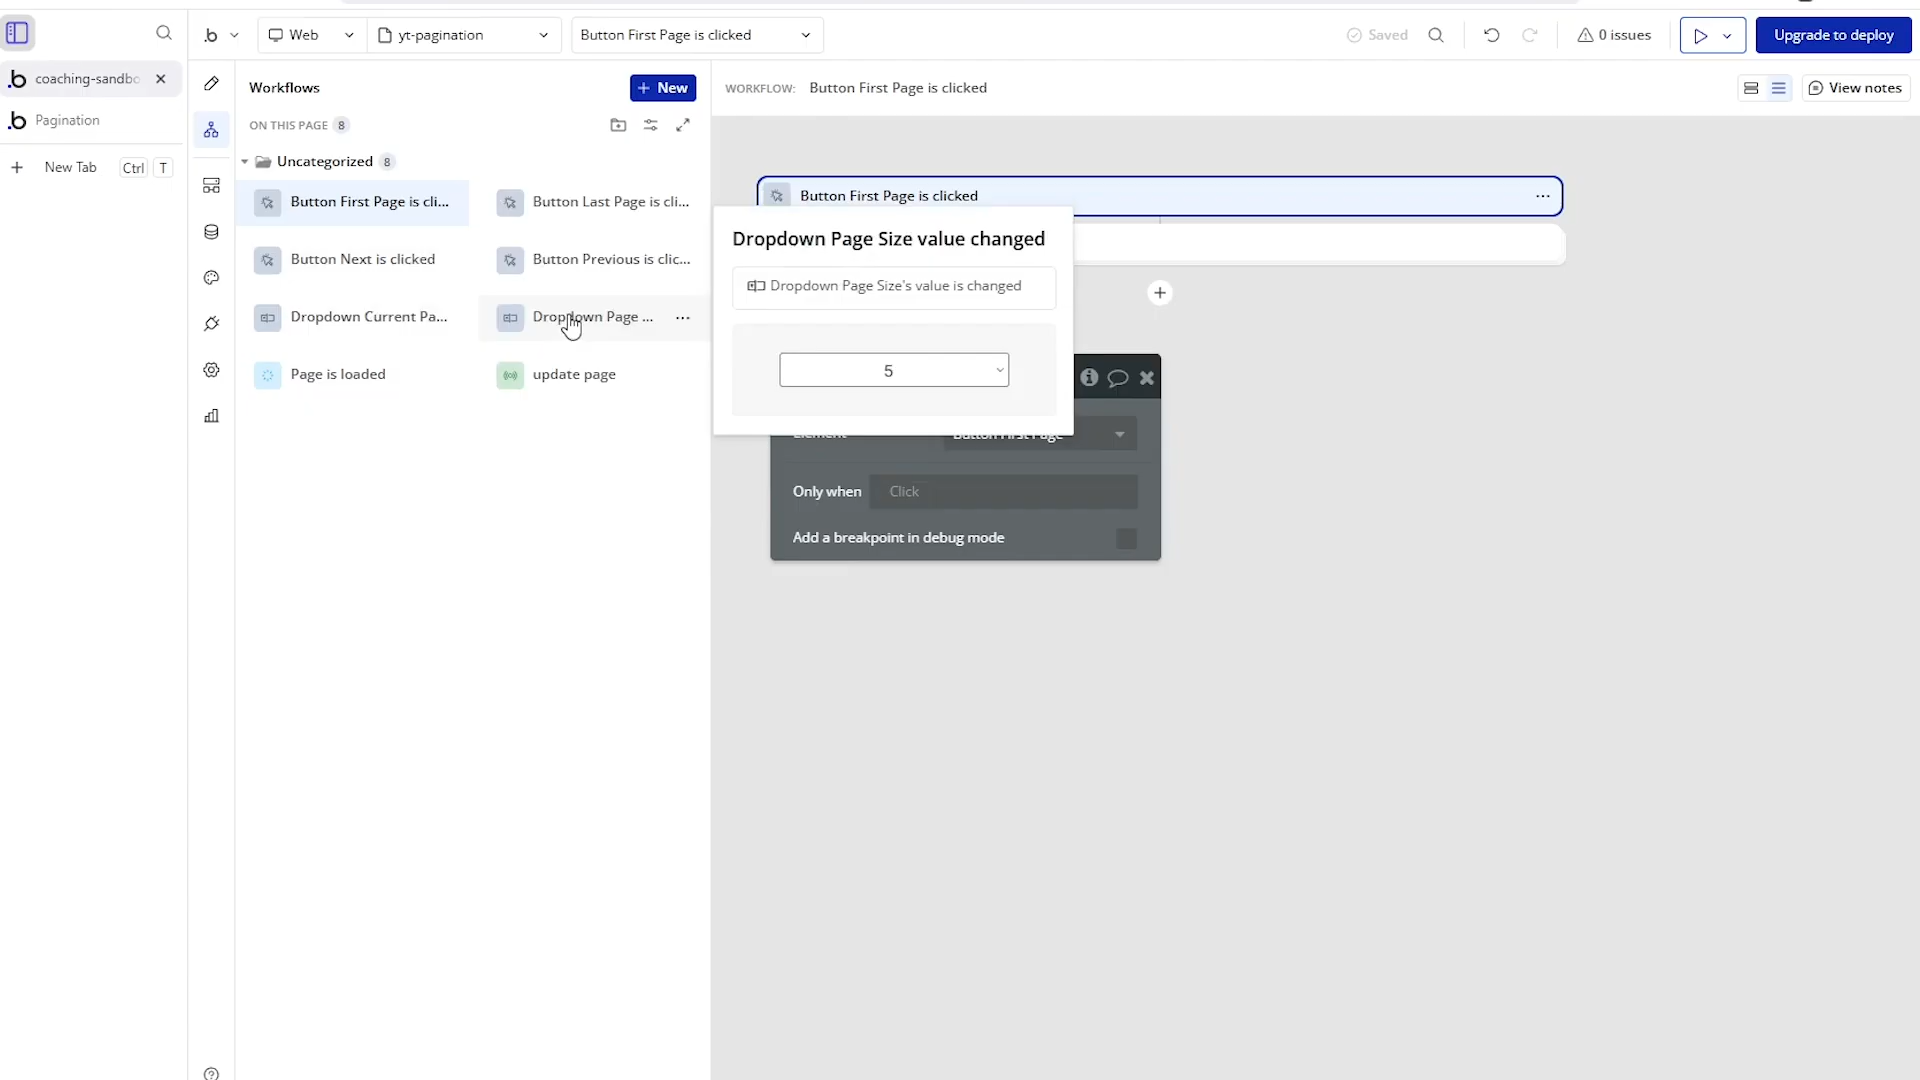 coaching-sandbo
Pagination
New Tab Ctrl T
Web
yt-pagination
Button First Page is clicked
Saved
0 issues
Upgrade to deploy
Workflows
New
ON THIS PAGE 8
Uncategorized 8
Button First Page is cli...
Button Last Page is cli...
Button Next is clicked
Button Previous is clic...
Dropdown Current Pa...
Dropdown Page ...
Page is loaded
update page
WORKFLOW: Button First Page is clicked
View notes
Button First Page is clicked
Dropdown Page Size value changed
Dropdown Page Size's value is changed
5
Element Button First Page
Only when Click
Add a breakpoint in debug mode